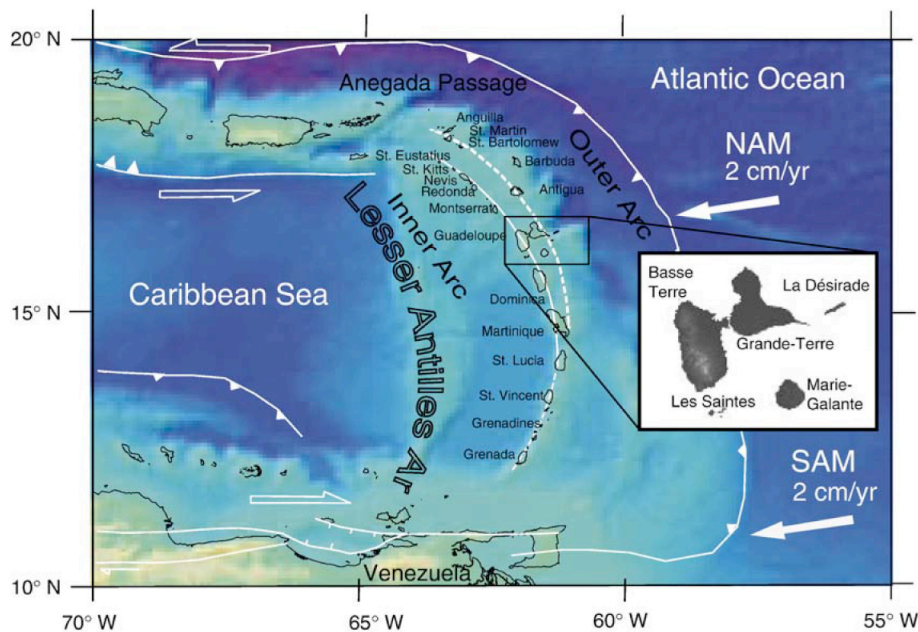 20° N
15° N
10° N
70° W
65° W
60° W
55° W
Anegada Passage
Atlantic Ocean
NAM
2 cm/yr
Outer Arc
Anguilla
St. Martin
St. Bartolomew
Barbuda
St. Eustatius
St. Kitts
Nevis
Redonda
Antigua
Montserrat
Guadeloupe
Inner Arc
Lesser Antilles Ar
Caribbean Sea
Dominica
Martinique
St. Lucia
St. Vincent
Grenadines
Grenada
Basse
Terre
La Désirade
Grande-Terre
Les Saintes
Marie-
Galante
SAM
2 cm/yr
Venezuela